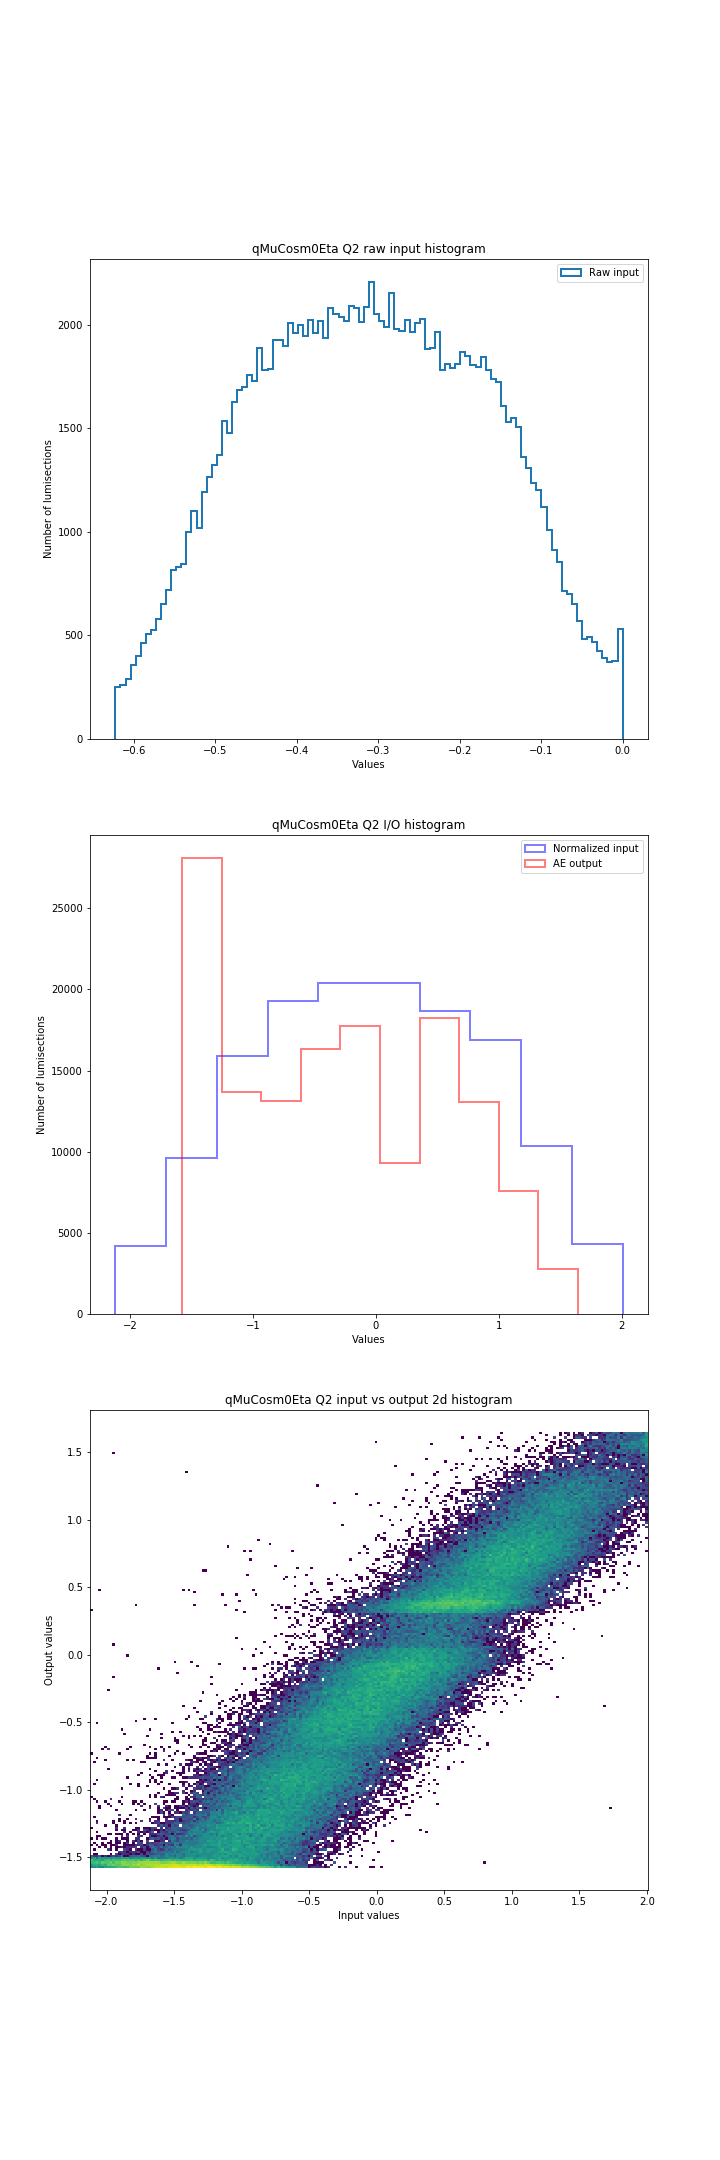 qMuCosm0Eta Q2 raw input histogram
Raw input
Number of lumisections
2000
1500
1000
500
0
−0.6 −0.5 −0.4 −0.3 −0.2 −0.1 0.0
Values
qMuCosm0Eta Q2 I/O histogram
Normalized input
AE output
Number of lumisections
25000
20000
15000
10000
5000
0
−2 −1 0 1 2
Values
qMuCosm0Eta Q2 input vs output 2d histogram
Output values
1.5
1.0
0.5
0.0
−0.5
−1.0
−1.5
−2.0 −1.5 −1.0 −0.5 0.0 0.5 1.0 1.5 2.0
Input values